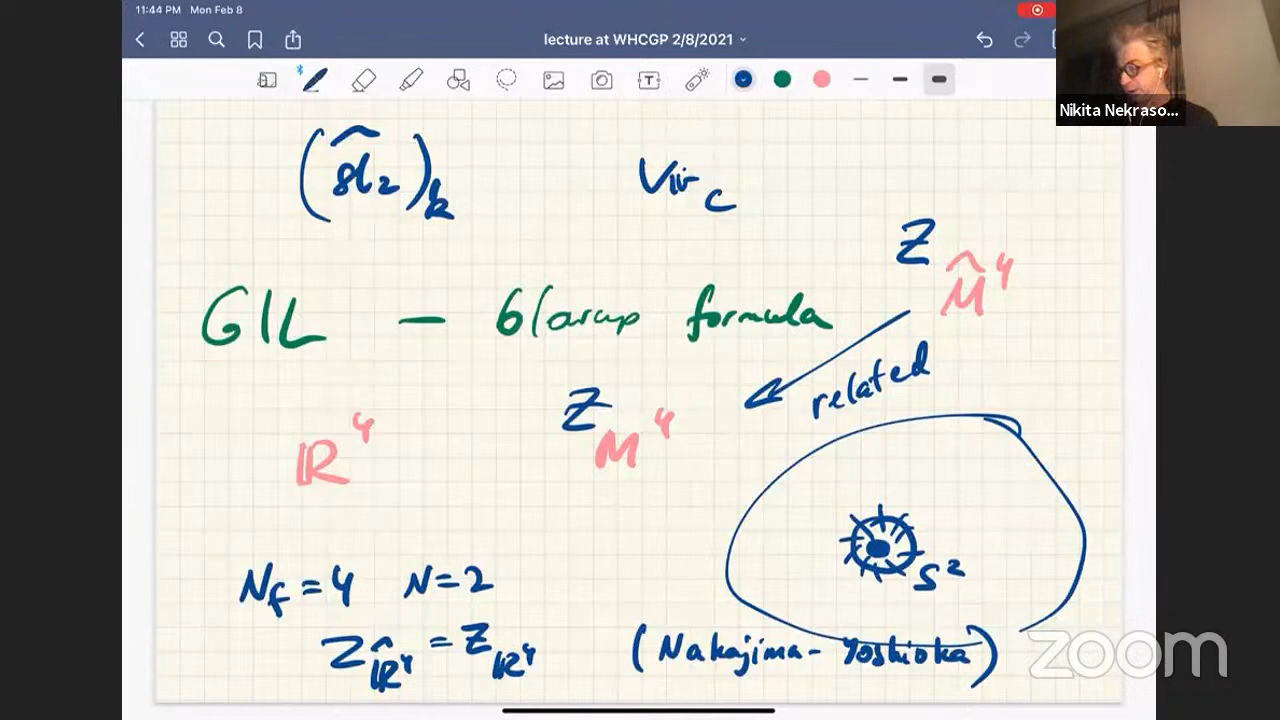 11:44 PM Mon Feb 8
lecture at WHCGP 2/8/2021
Nikita Nekraso...
(ŝl₂)ₖ Vir_c
Z_M̂⁴
GIL — blowup formula
related
ℝ⁴ Z_M⁴
S²
N_f = 4 N = 2
Z_ℝ̂⁴ = Z_ℝ⁴ (Nakajima - Yoshioka)
zoom